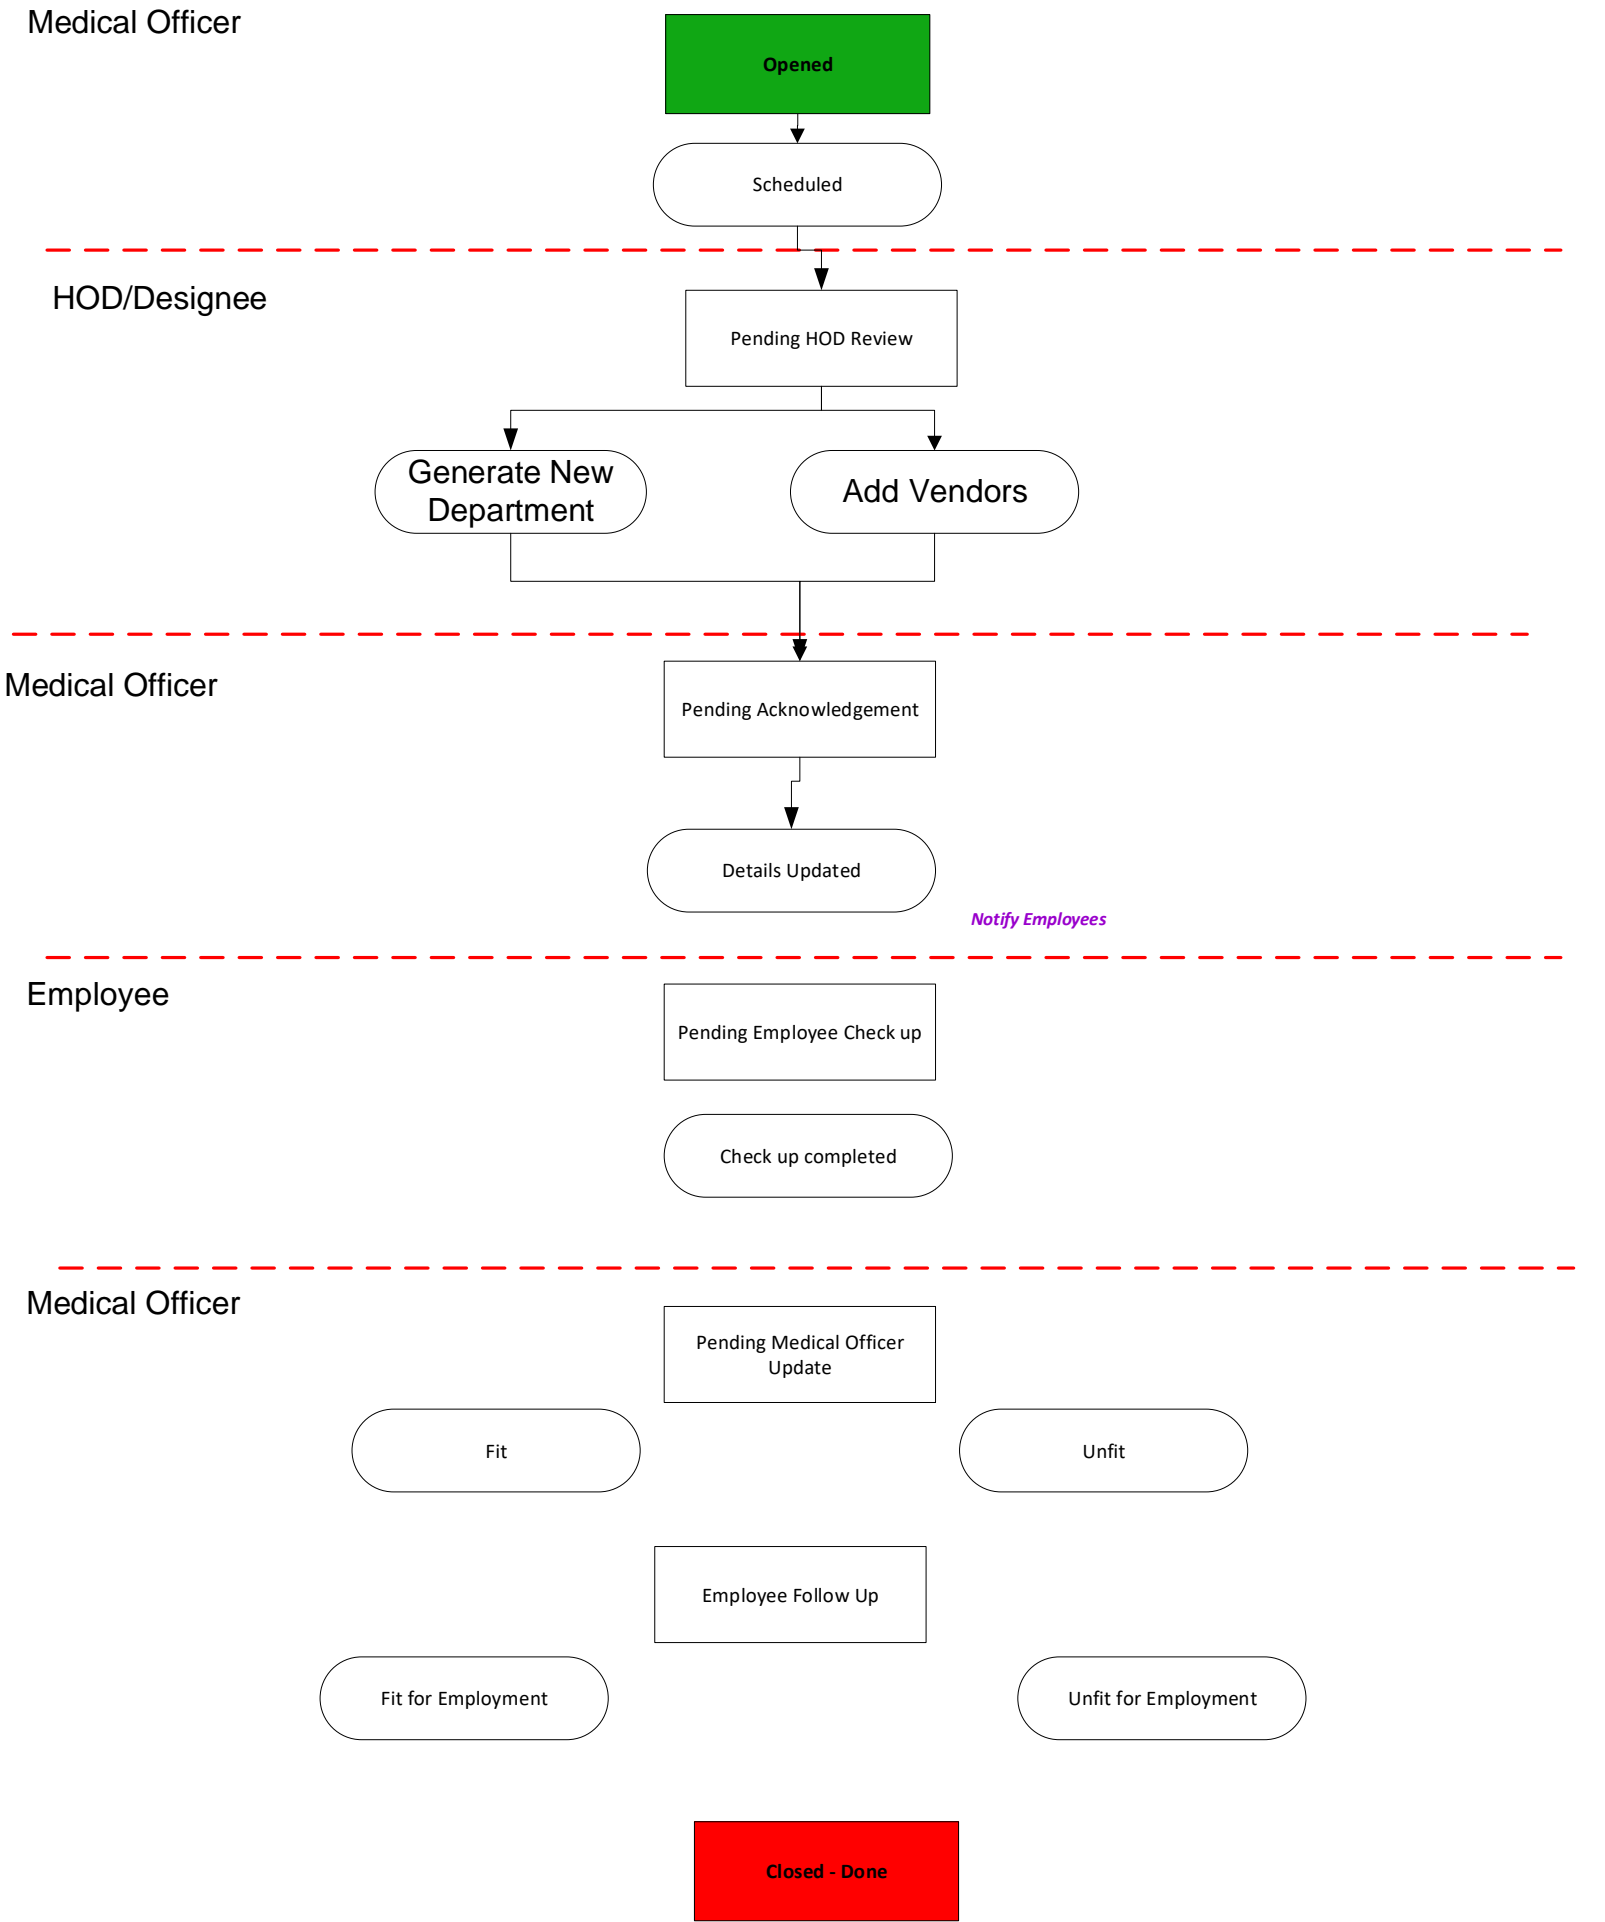 Medical Officer
Opened
Scheduled
HOD/Designee
Pending HOD Review
Generate New
Department
Add Vendors
Medical Officer
Pending Acknowledgement
Details Updated
Notify Employees
Employee
Pending Employee Check up
Check up completed
Medical Officer
Pending Medical Officer
Update
Fit
Unfit
Employee Follow Up
Fit for Employment
Unfit for Employment
Closed - Done